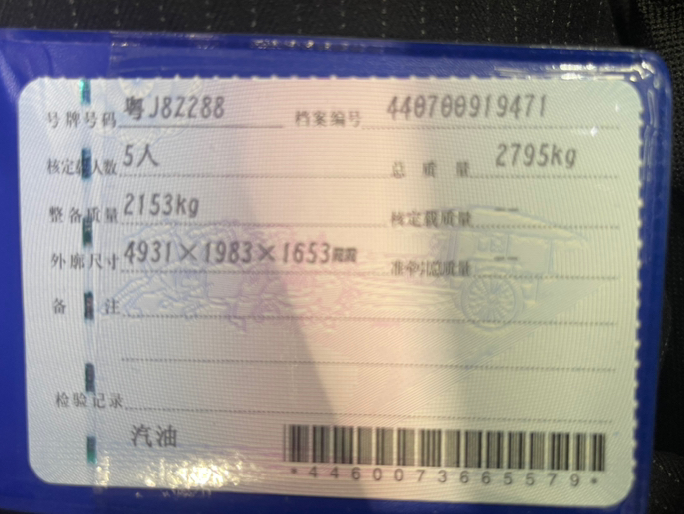 号牌号码 粤J8Z288 档案编号 440700919471
核定载人数 5人 总质量 2795kg
整备质量 2153kg 核定载质量 --
外廓尺寸 4931×1983×1653mm 准牵引总质量 --
备注
检验记录
汽油
*4460073665579*